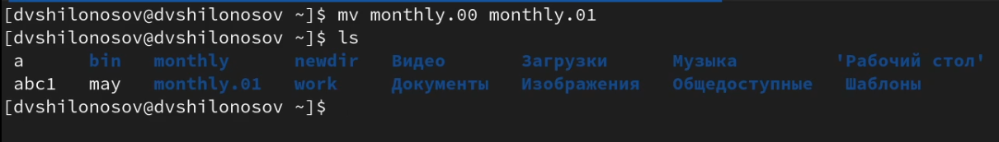 [dvshilonosov@dvshilonosov ~]$ mv monthly.00 monthly.01
[dvshilonosov@dvshilonosov ~]$ ls
a bin monthly newdir Видео Загрузки Музыка 'Рабочий стол'
abc1 may monthly.01 work Документы Изображения Общедоступные Шаблоны
[dvshilonosov@dvshilonosov ~]$